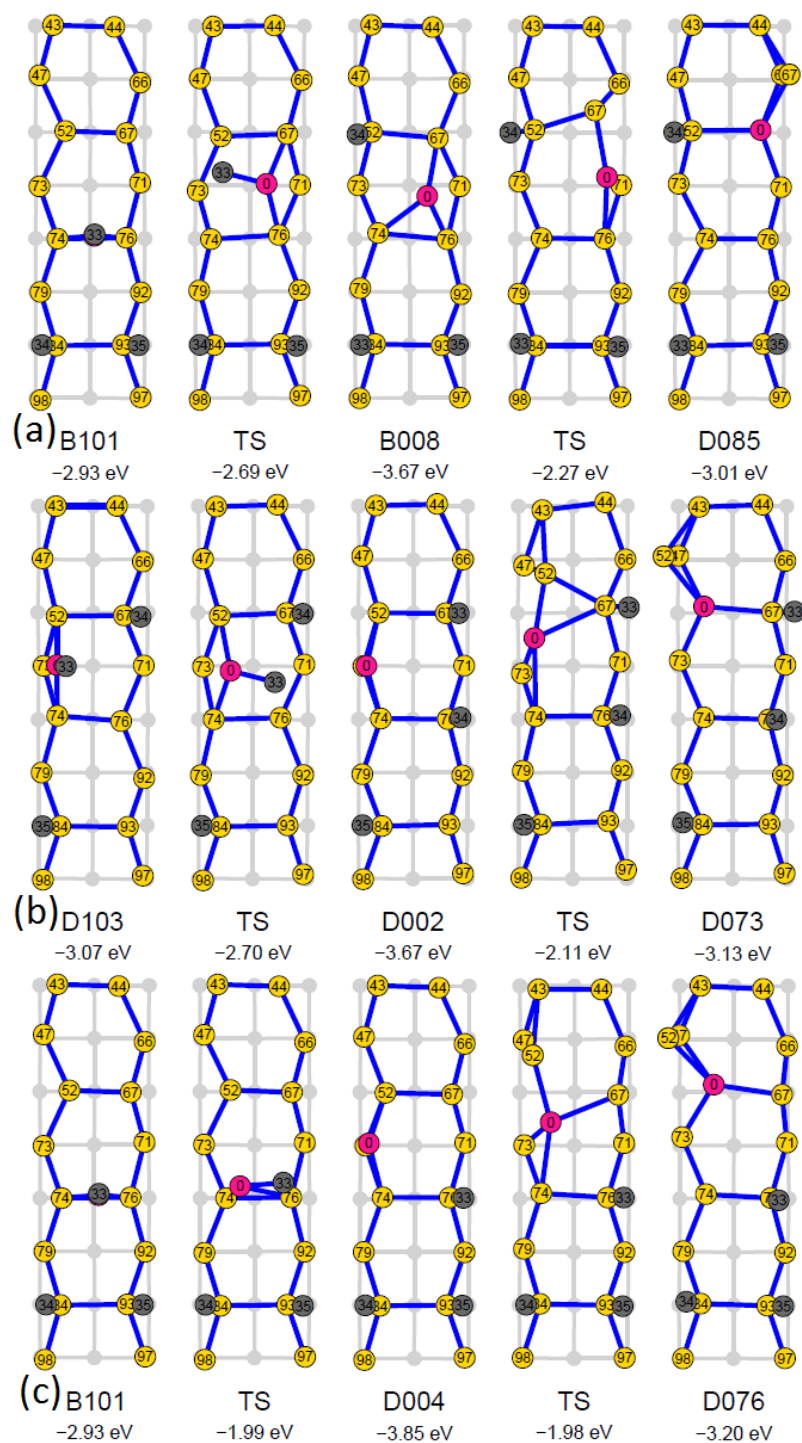 43 44 43 44 43 44 43 44 43 44
47 66 47 66 47 66 47 66 47 67
52 67 52 67 34 52 67 34 52 67 34 52 0
73 71 73 33 0 71 73 0 71 73 0 71 73 71
74 33 76 74 76 74 76 74 76 74 76
79 92 79 92 79 92 79 92 79 92
34 84 93 35 34 84 93 35 33 84 93 35 33 84 93 35 33 84 93 35
98 97 98 97 98 97 98 97 98 97
(a)
B101 TS B008 TS D085
−2.93 eV −2.69 eV −3.67 eV −2.27 eV −3.01 eV
43 44 43 44 43 44 43 44 43 44
47 66 47 66 47 66 47 52 66 52 47 66
52 67 34 52 67 34 52 67 33 0 67 33 0 67 33
73 33 71 73 0 33 71 0 71 73 71 73 71
74 76 74 76 74 76 34 74 76 34 74 34
79 92 79 92 79 92 79 92 79 92
35 84 93 35 84 93 35 84 93 35 84 93 35 84 93
98 97 98 97 98 97 98 97 98 97
(b)
D103 TS D002 TS D073
−3.07 eV −2.70 eV −3.67 eV −2.11 eV −3.13 eV
43 44 43 44 43 44 43 44 43 44
47 66 47 66 47 66 47 52 66 52 66
52 67 52 67 52 67 67 0 67
73 71 73 71 0 71 73 0 71 73 71
74 33 76 74 0 33 76 74 76 33 74 76 33 74 33
79 92 79 92 79 92 79 92 79 92
34 84 93 35 34 84 93 35 34 84 93 35 34 84 93 35 34 84 93 35
98 97 98 97 98 97 98 97 98 97
(c)
B101 TS D004 TS D076
−2.93 eV −1.99 eV −3.85 eV −1.98 eV −3.20 eV